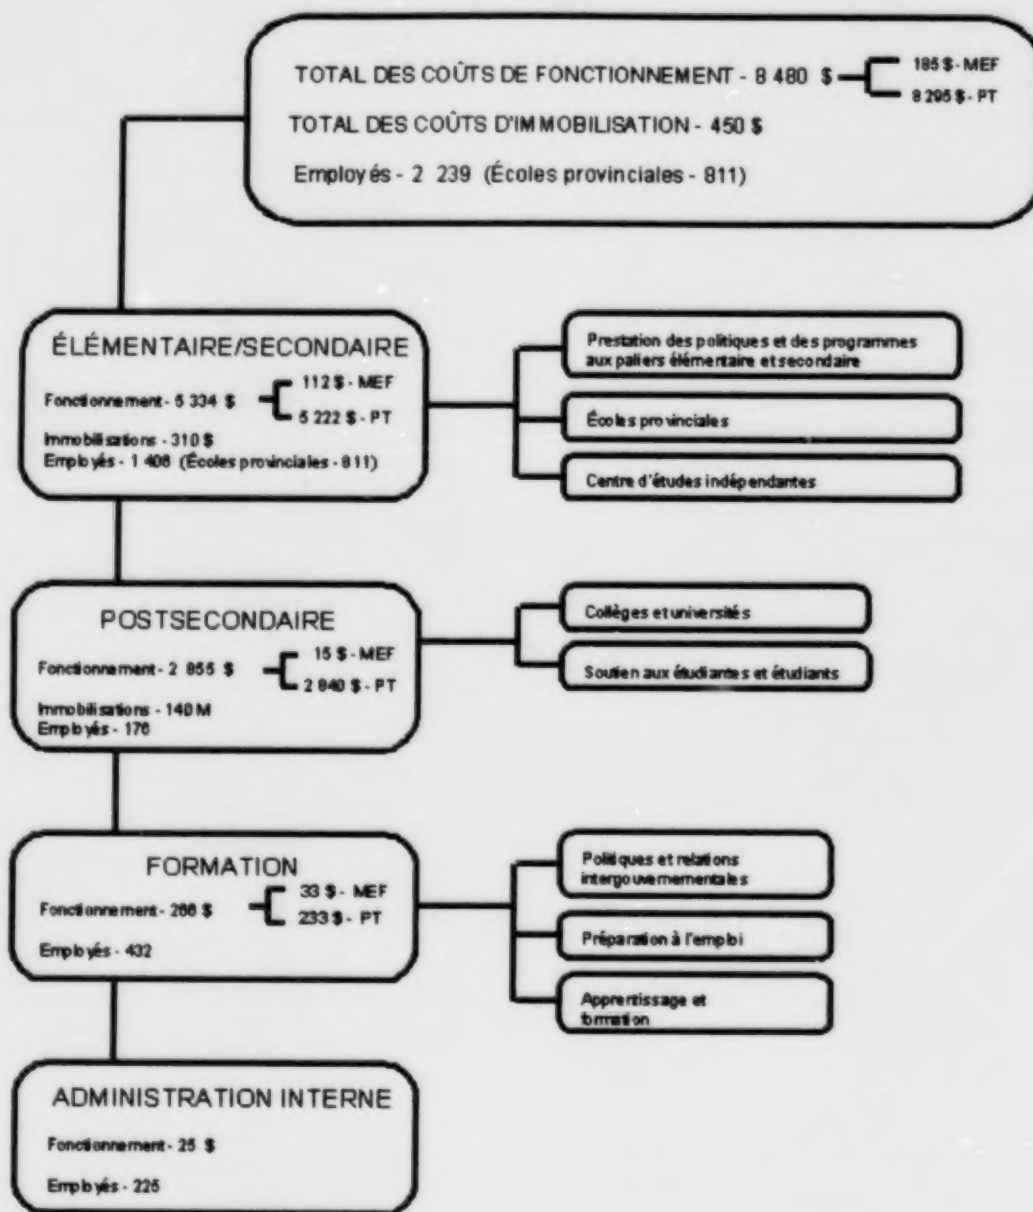 TOTAL DES COÛTS DE FONCTIONNEMENT - 8 480 $
185 $ - MEF
8 295 $ - PT
TOTAL DES COÛTS D'IMMOBILISATION - 450 $
Employés - 2 239 (Écoles provinciales - 811)
ÉLÉMENTAIRE/SECONDAIRE
112 $ - MEF
Fonctionnement - 5 334 $
5 222 $ - PT
Immobilisations - 310 $
Employés - 1 406 (Écoles provinciales - 811)
Prestation des politiques et des programmes
aux paliers élémentaire et secondaire
Écoles provinciales
Centre d'études indépendantes
POSTSECONDAIRE
15 $ - MEF
Fonctionnement - 2 855 $
2 840 $ - PT
Immobilisations - 140 M
Employés - 176
Collèges et universités
Soutien aux étudiantes et étudiants
FORMATION
33 $ - MEF
Fonctionnement - 266 $
233 $ - PT
Employés - 432
Politiques et relations
intergouvernementales
Préparation à l'emploi
Apprentissage et
formation
ADMINISTRATION INTERNE
Fonctionnement - 25 $
Employés - 225